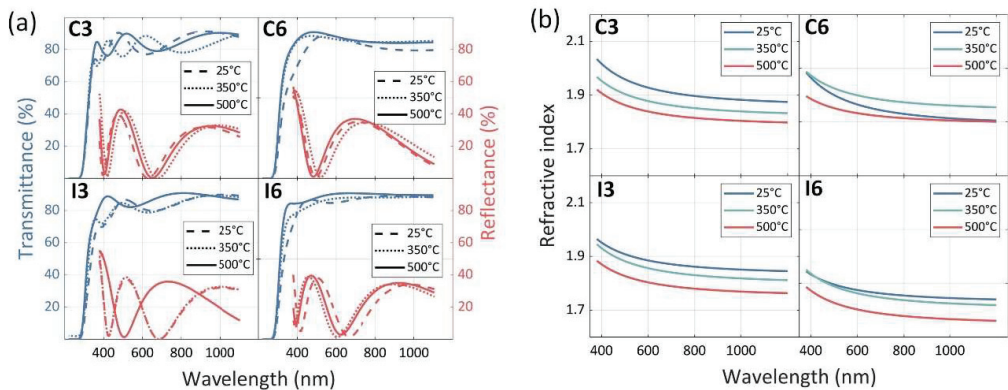 (a)
C3
C6
80
60
40
20
25°C
350°C
500°C
25°C
350°C
500°C
80
60
40
20
I3
I6
80
60
40
20
25°C
350°C
500°C
25°C
350°C
500°C
80
60
40
20
Transmittance (%)
Reflectance (%)
400 600 800 1000
400 600 800 1000
Wavelength (nm)
(b)
C3
C6
2.1
1.9
1.7
25°C
350°C
500°C
25°C
350°C
500°C
I3
I6
2.1
1.9
1.7
25°C
350°C
500°C
25°C
350°C
500°C
Refractive index
400 600 800 1000
400 600 800 1000
Wavelength (nm)